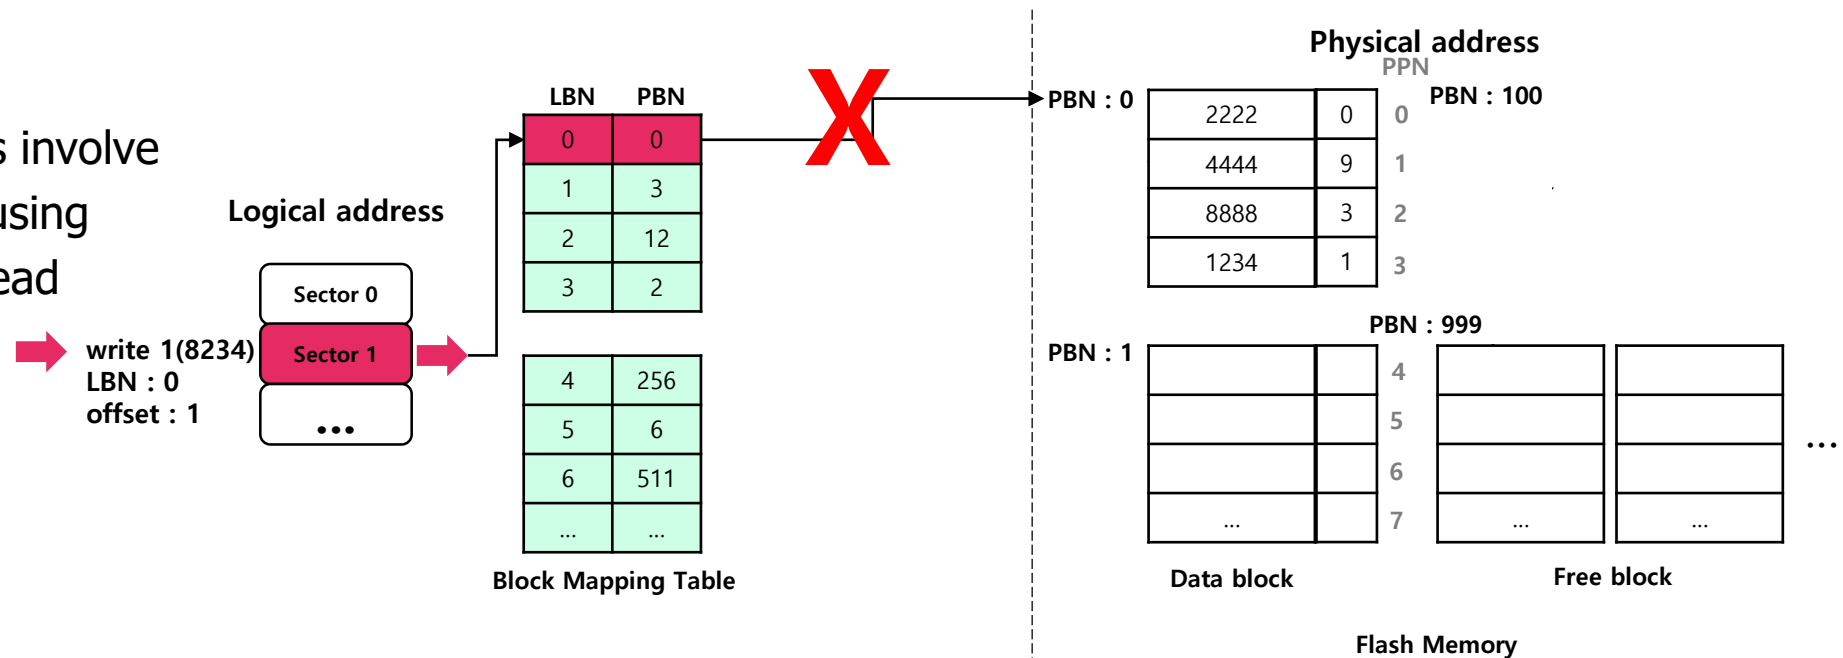 s involve
using
ead
write 1(8234)
LBN : 0
offset : 1
Logical address
Sector 0
Sector 1
...
LBN PBN
0 0
1 3
2 12
3 2
4 256
5 6
6 511
... ...
Block Mapping Table
X
Physical address
PPN
PBN : 0
PBN : 100
2222 0 0
4444 9 1
8888 3 2
1234 1 3
PBN : 999
PBN : 1
4
5
6
... 7 ... ...
...
Data block
Free block
Flash Memory